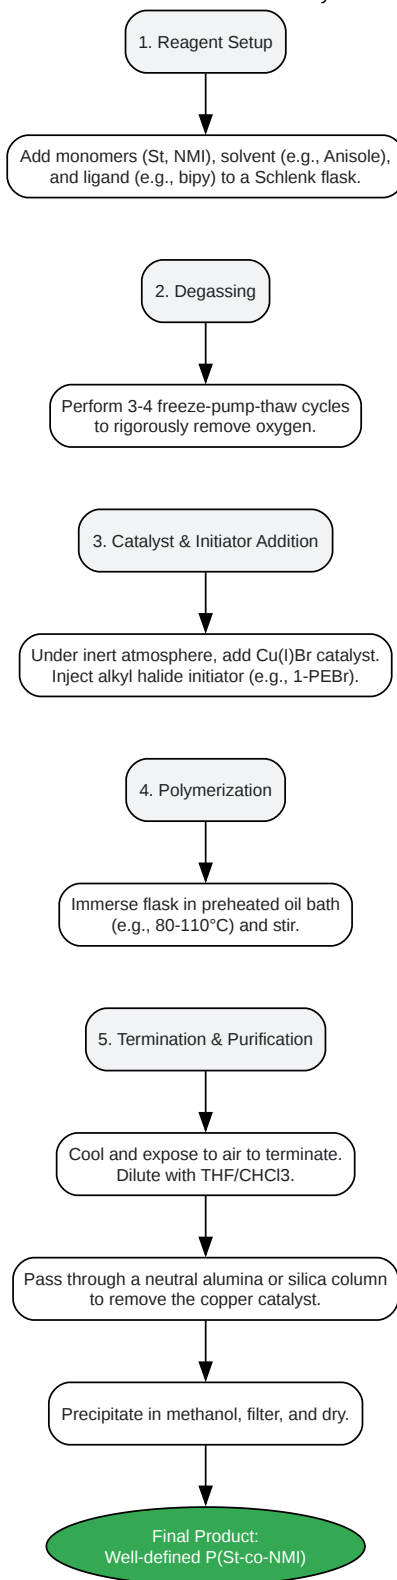 1. Reagent Setup
Add monomers (St, NMI), solvent (e.g., Anisole),
and ligand (e.g., bipy) to a Schlenk flask.
2. Degassing
Perform 3-4 freeze-pump-thaw cycles
to rigorously remove oxygen.
3. Catalyst & Initiator Addition
Under inert atmosphere, add Cu(I)Br catalyst.
Inject alkyl halide initiator (e.g., 1-PEBr).
4. Polymerization
Immerse flask in preheated oil bath
(e.g., 80-110°C) and stir.
5. Termination & Purification
Cool and expose to air to terminate.
Dilute with THF/CHCl3.
Pass through a neutral alumina or silica column
to remove the copper catalyst.
Precipitate in methanol, filter, and dry.
Final Product:
Well-defined P(St-co-NMI)